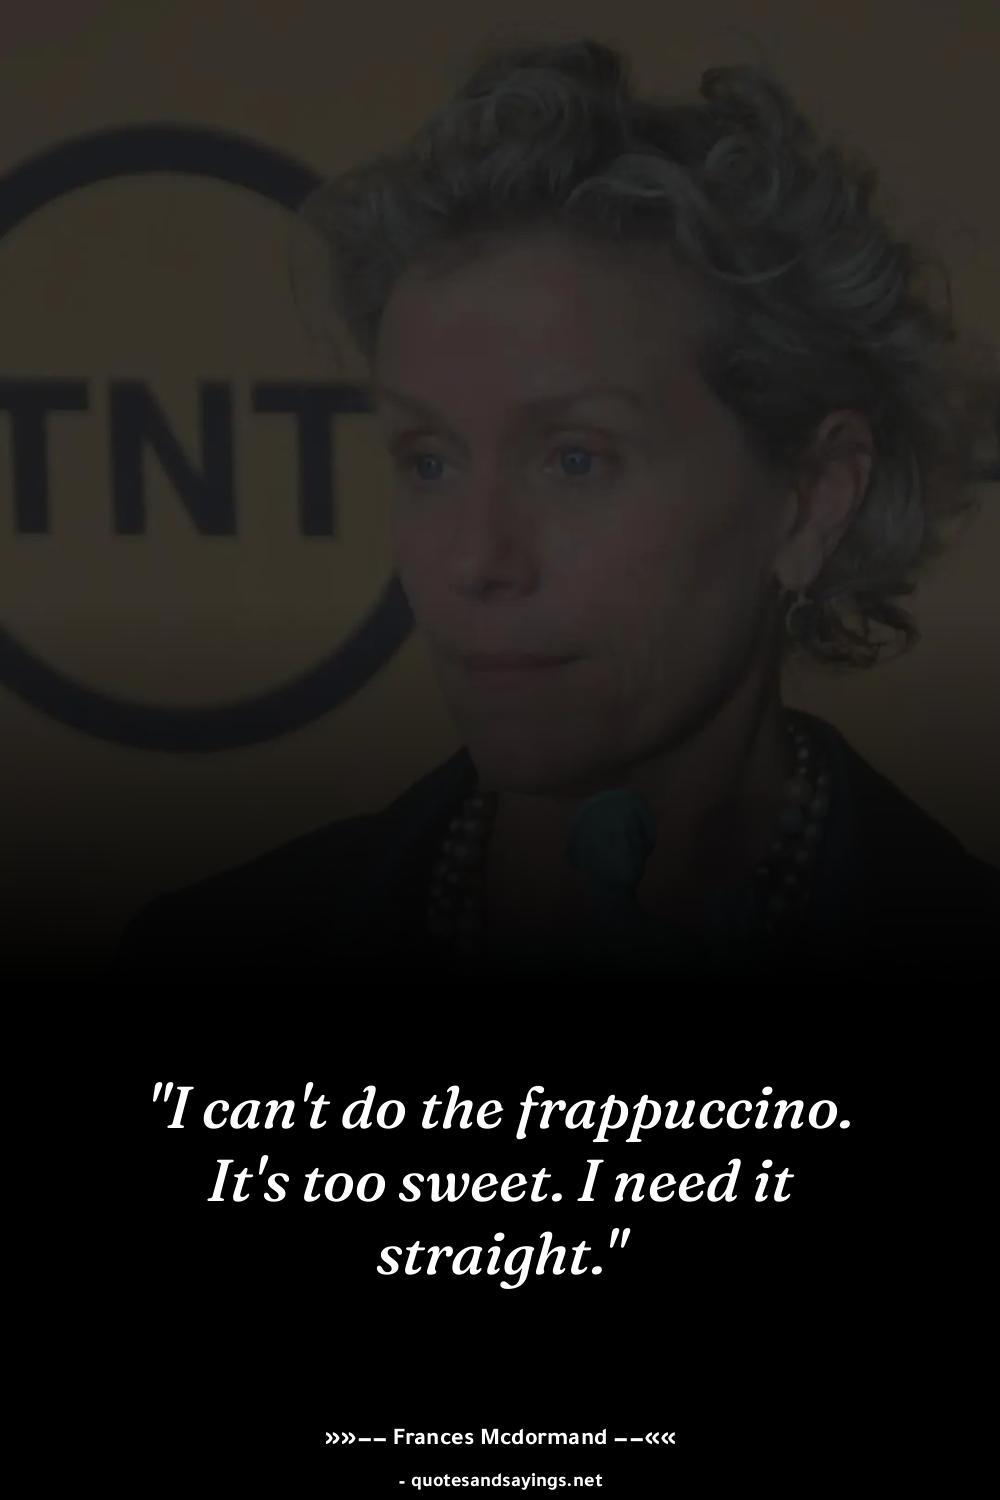 TNT
"I can't do the frappuccino.
It's too sweet. I need it
straight."
»»−− Frances Mcdormand −−««
- quotesandsayings.net